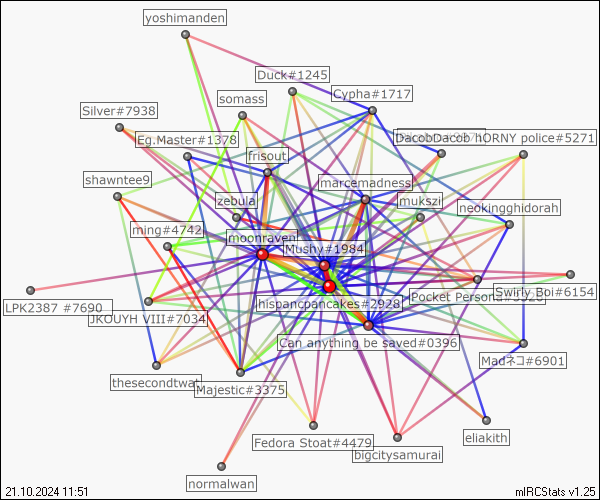 yoshimanden
Duck#1245
Cypha#1717
somass
Silver#7938
Eg.Master#1378
DacobDacob
HORNY police#5271
frisout
shawntee9
marcemadness
zebula
mukszi
neokingghidorah
ming#4742
moonraven
Mushy#1984
LPK2387 #7690
JKOUYH VIII#7034
hispancpancakes#2928
Pocket Persona
Swirly Boi#6154
Can anything be saved#0396
Madネコ#6901
thesecondtwat
Majestic#3375
Fedora Stoat#4479
eliakith
bigcitysamurai
normalwan
21.10.2024 11:51
mIRCStats v1.25